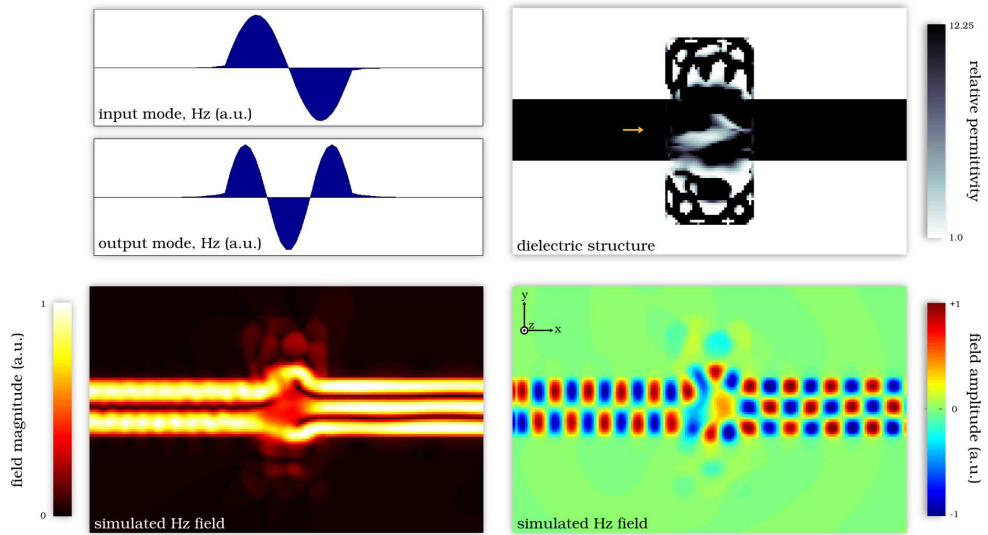 input mode, Hz (a.u.)
output mode, Hz (a.u.)
dielectric structure
12.25
relative permittivity
1.0
1
field magnitude (a.u.)
0
simulated Hz field
y
z
x
simulated Hz field
+1
field amplitude (a.u.)
0
-1